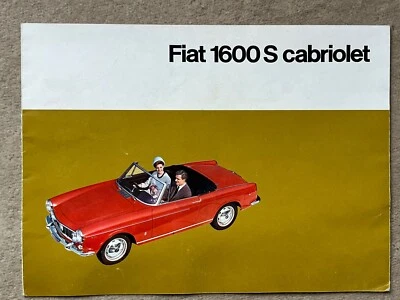 Fiat 1600 S cabriolet